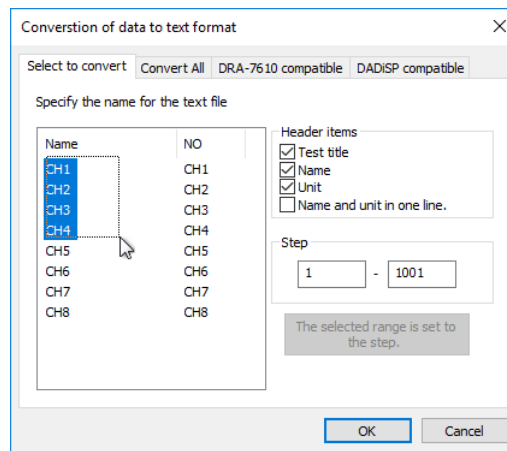 Converstion of data to text format
Select to convert
Convert All
DRA-7610 compatible
DADiSP compatible
Specify the name for the text file
Name NO
CH1 CH1
CH2 CH2
CH3 CH3
CH4 CH4
CH5 CH5
CH6 CH6
CH7 CH7
CH8 CH8
Header items
Test title
Name
Unit
Name and unit in one line.
Step
1 - 1001
The selected range is set to
the step.
OK Cancel